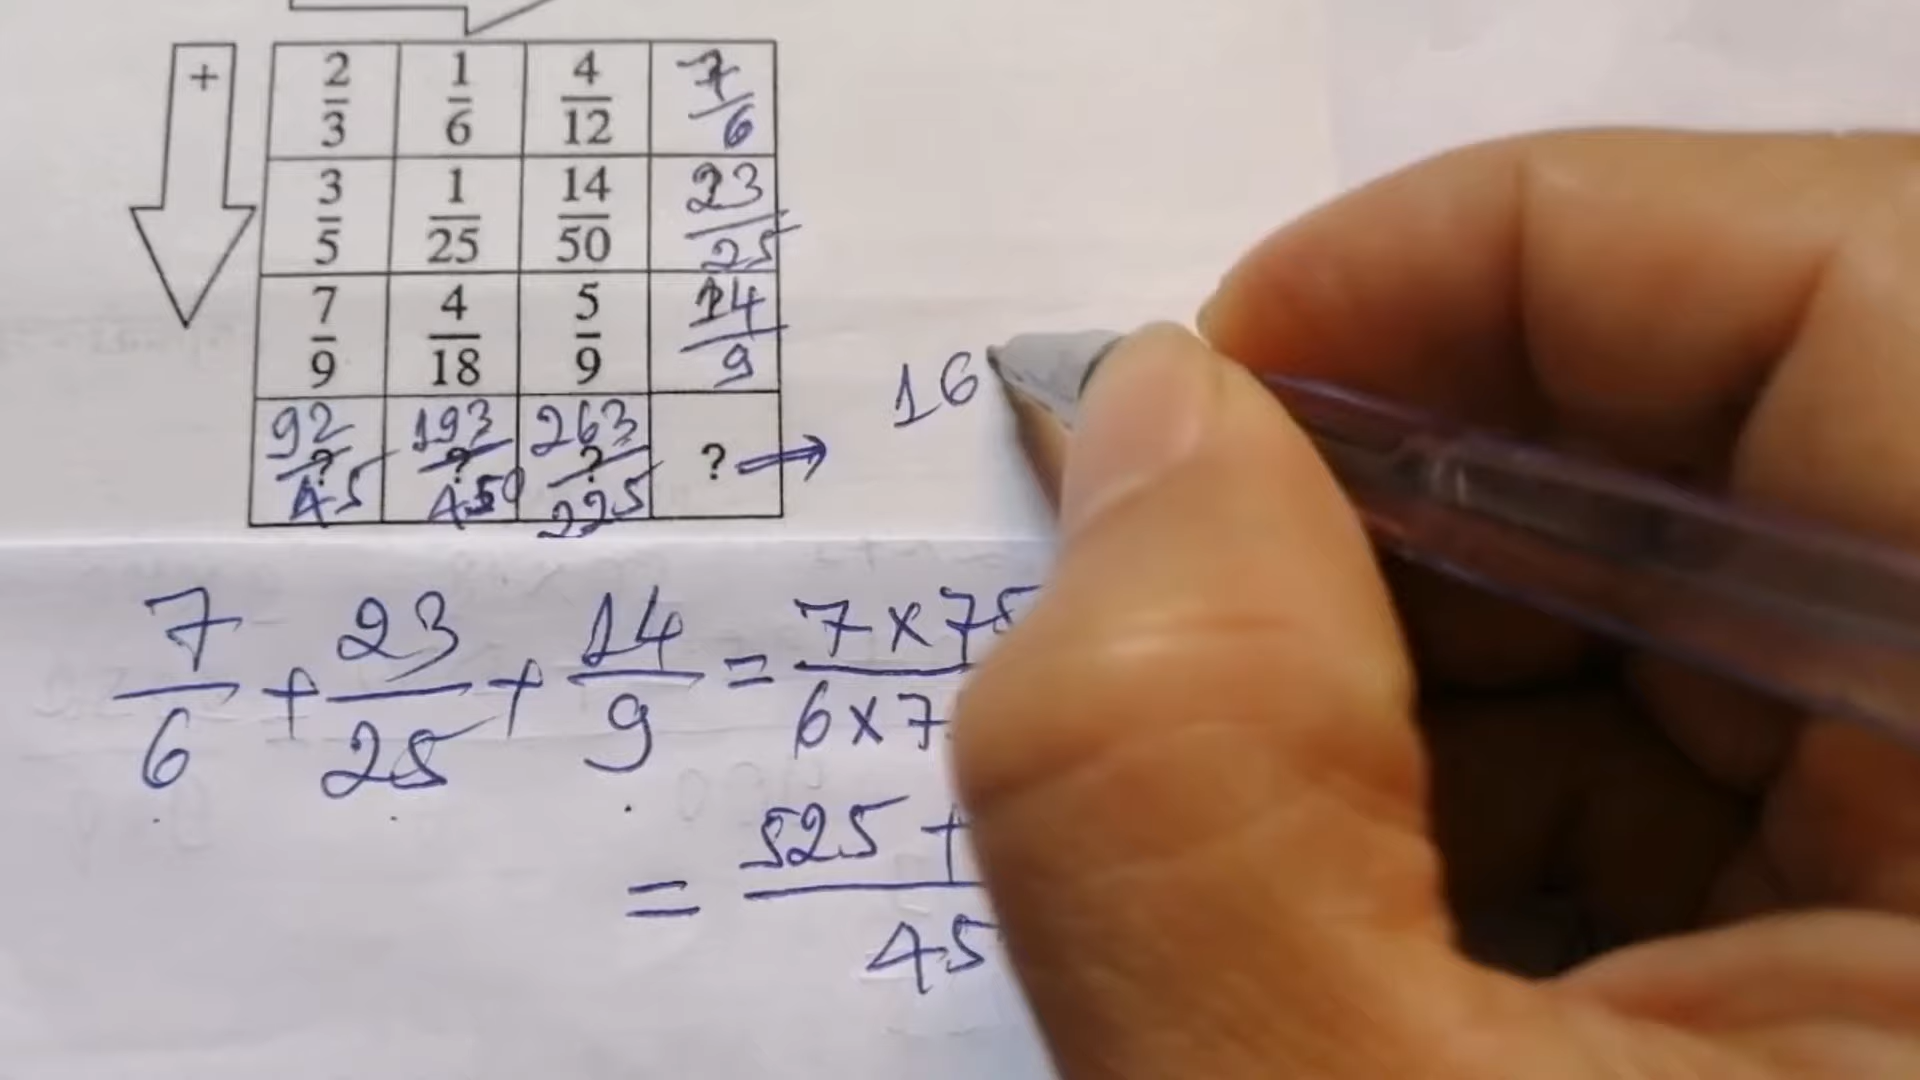 +
2/3 1/6 4/12 7/6
3/5 1/25 14/50 23/25
7/9 4/18 5/9 14/9
92/45 ? 193/450 ? 263/225 ? ? →
16
7/6 + 23/25 + 14/9 = 7×75 / 6×7
= 525 + / 45